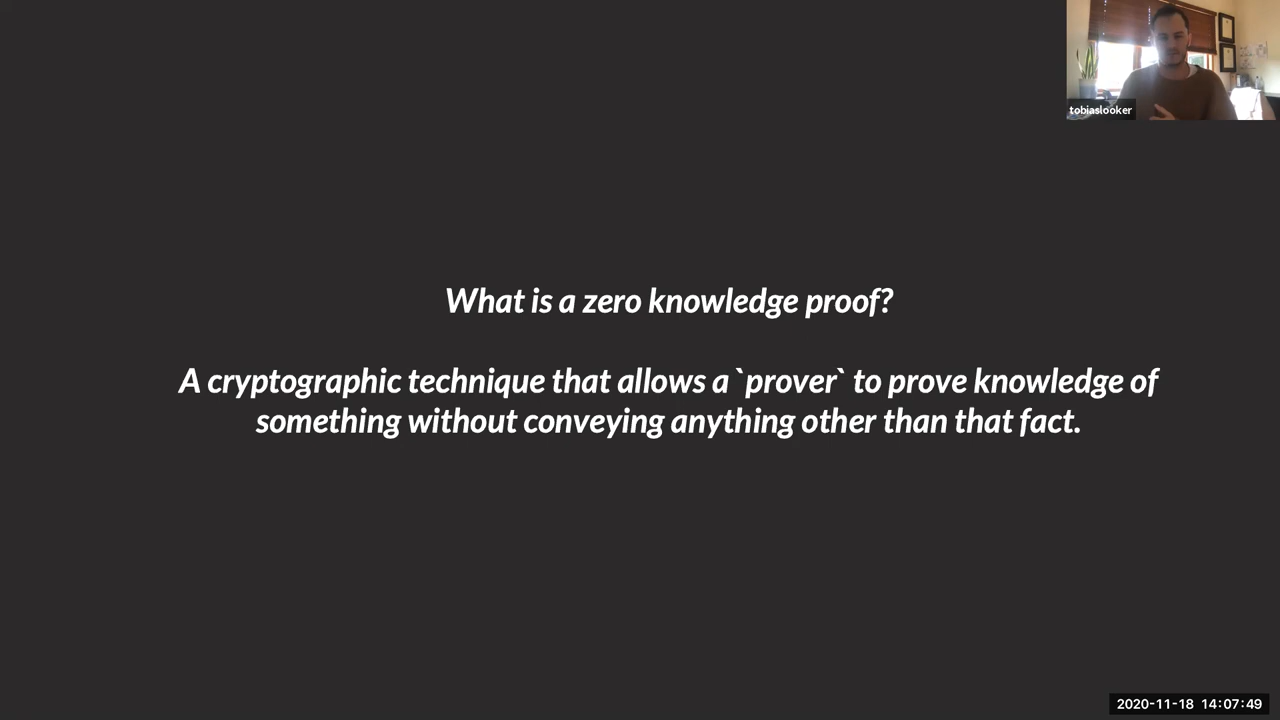 tobiaslooker
What is a zero knowledge proof?
A cryptographic technique that allows a `prover` to prove knowledge of
something without conveying anything other than that fact.
2020-11-18 14:07:49